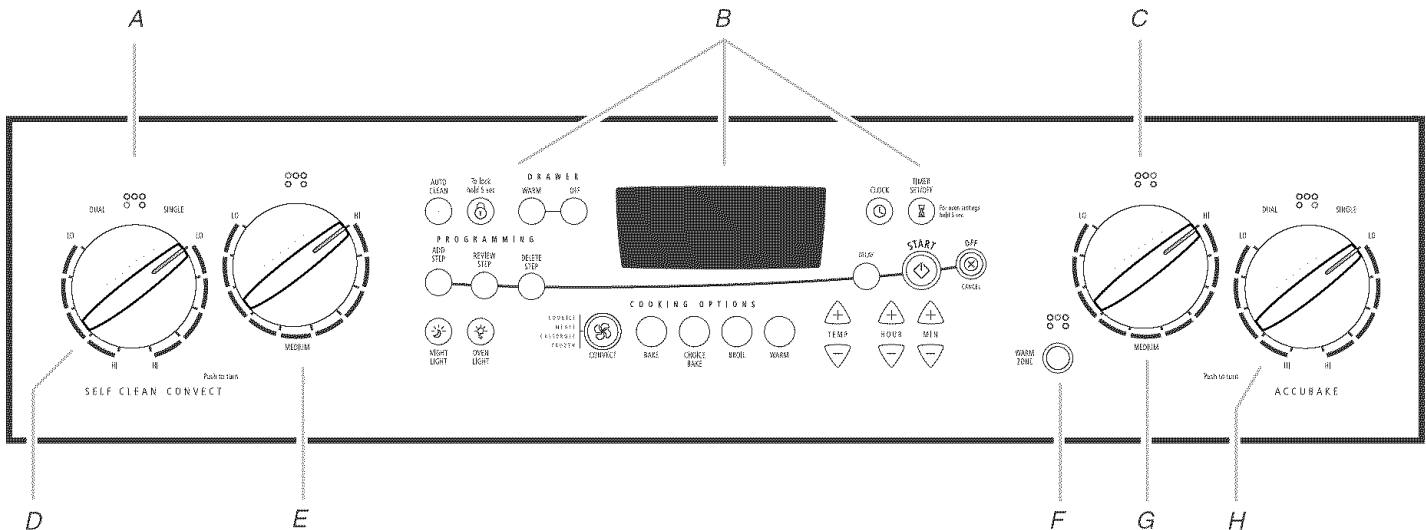 A
B
C
DUAL
SINGLE
LO
LO
HI
HI
SELF CLEAN CONVECT
LO
HI
MEDIUM
Push to turn
AUTO CLEAN
To lock
hold 5 sec
DRAWER
WARM
OFF
PROGRAMMING
ADD STEP
REVIEW STEP
DELETE STEP
NIGHT LIGHT
OVEN LIGHT
COOKING OPTIONS
CONVECT
BAKE
CHOICE BAKE
BROIL
WARM
CLOCK
TIMER
SET/OFF
hold 5 sec
DELAY
START
OFF
CANCEL
TEMP
HOUR
MIN
WARM ZONE
LO
HI
MEDIUM
Push to turn
DUAL
SINGLE
LO
LO
HI
HI
ACCUBAKE
D
E
F
G
H